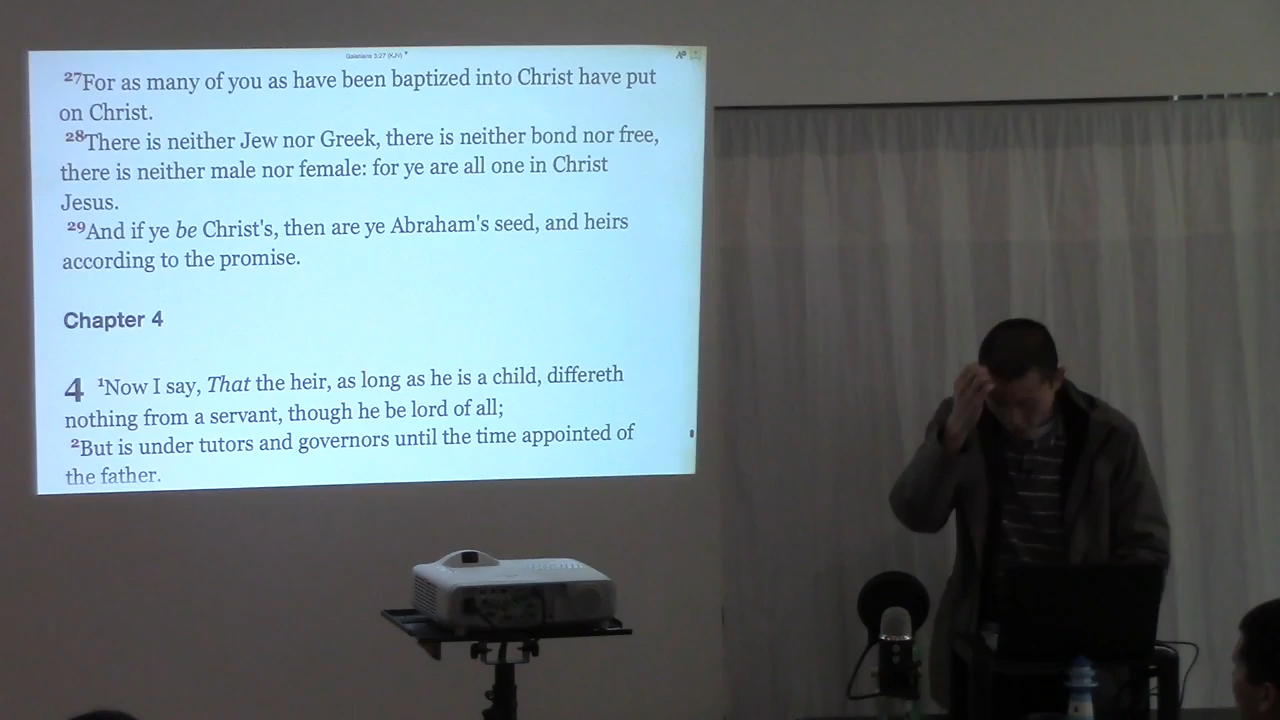 Galatians 3:27 (KJV)
27For as many of you as have been baptized into Christ have put
on Christ.
28There is neither Jew nor Greek, there is neither bond nor free,
there is neither male nor female: for ye are all one in Christ
Jesus.
29And if ye be Christ's, then are ye Abraham's seed, and heirs
according to the promise.
Chapter 4
4 1Now I say, That the heir, as long as he is a child, differeth
nothing from a servant, though he be lord of all;
2But is under tutors and governors until the time appointed of
the father.